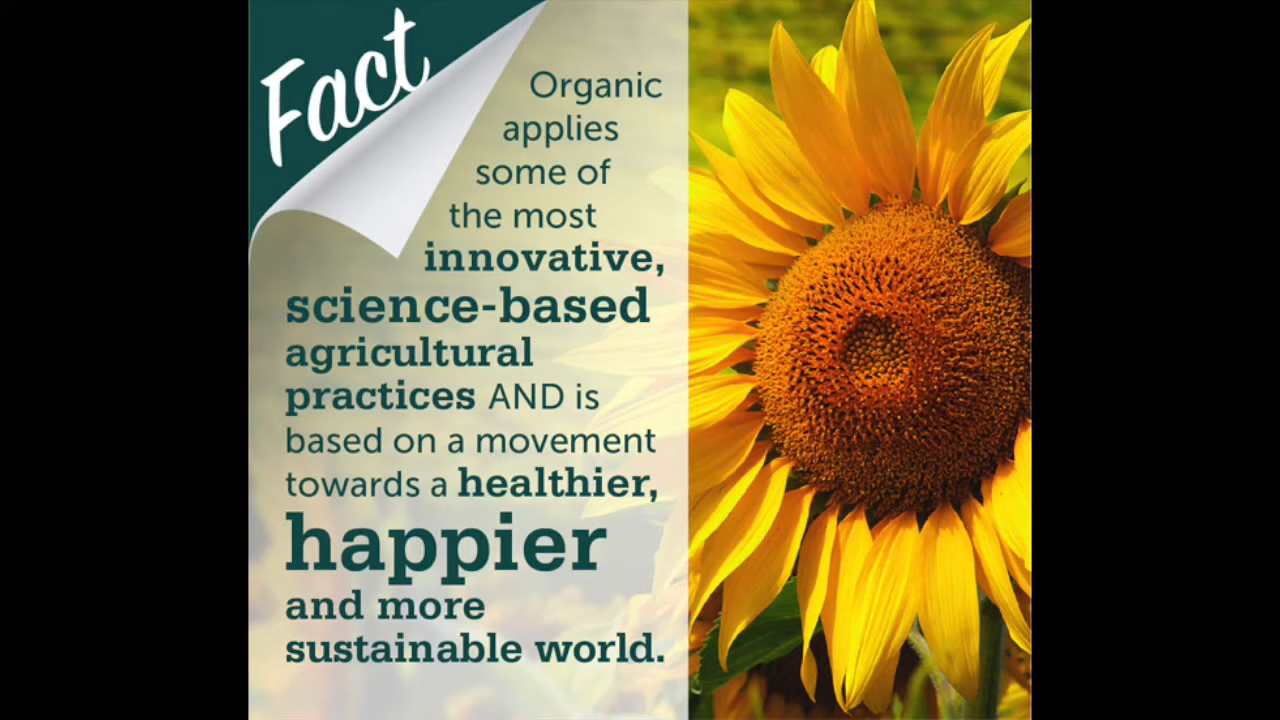 Fact
Organic
applies
some of
the most
innovative,
science-based
agricultural
practices AND is
based on a movement
towards a healthier,
happier
and more
sustainable world.